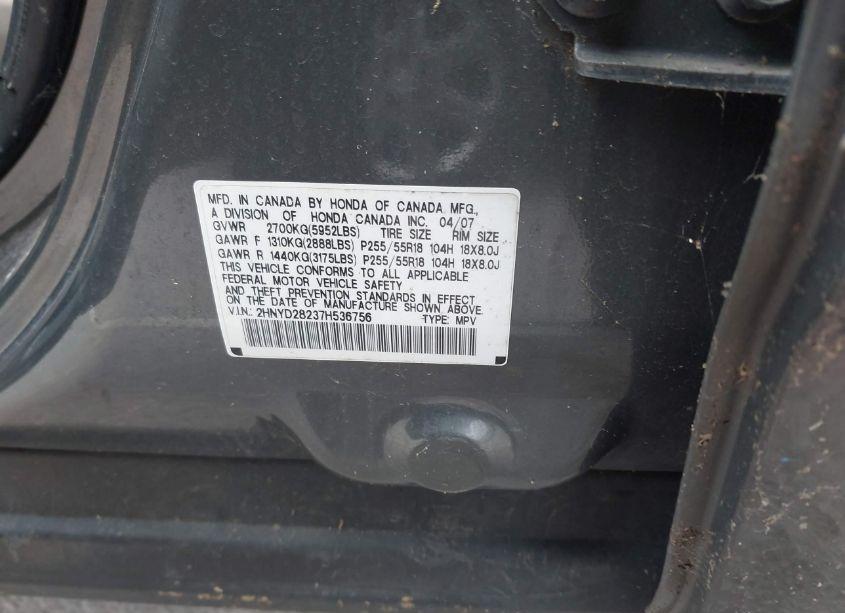 MFD. IN CANADA BY HONDA OF CANADA MFG.,
A DIVISION OF HONDA CANADA INC. 04/07
GVWR 2700KG(5952LBS) TIRE SIZE RIM SIZE
GAWR F 1310KG(2888LBS) P255/55R18 104H 18X8.0J
GAWR R 1440KG(3175LBS) P255/55R18 104H 18X8.0J
THIS VEHICLE CONFORMS TO ALL APPLICABLE
FEDERAL MOTOR VEHICLE SAFETY
AND THEFT PREVENTION STANDARDS IN EFFECT
ON THE DATE OF MANUFACTURE SHOWN ABOVE.
V.I.N.: 2HNYD28237H536756 TYPE: MPV